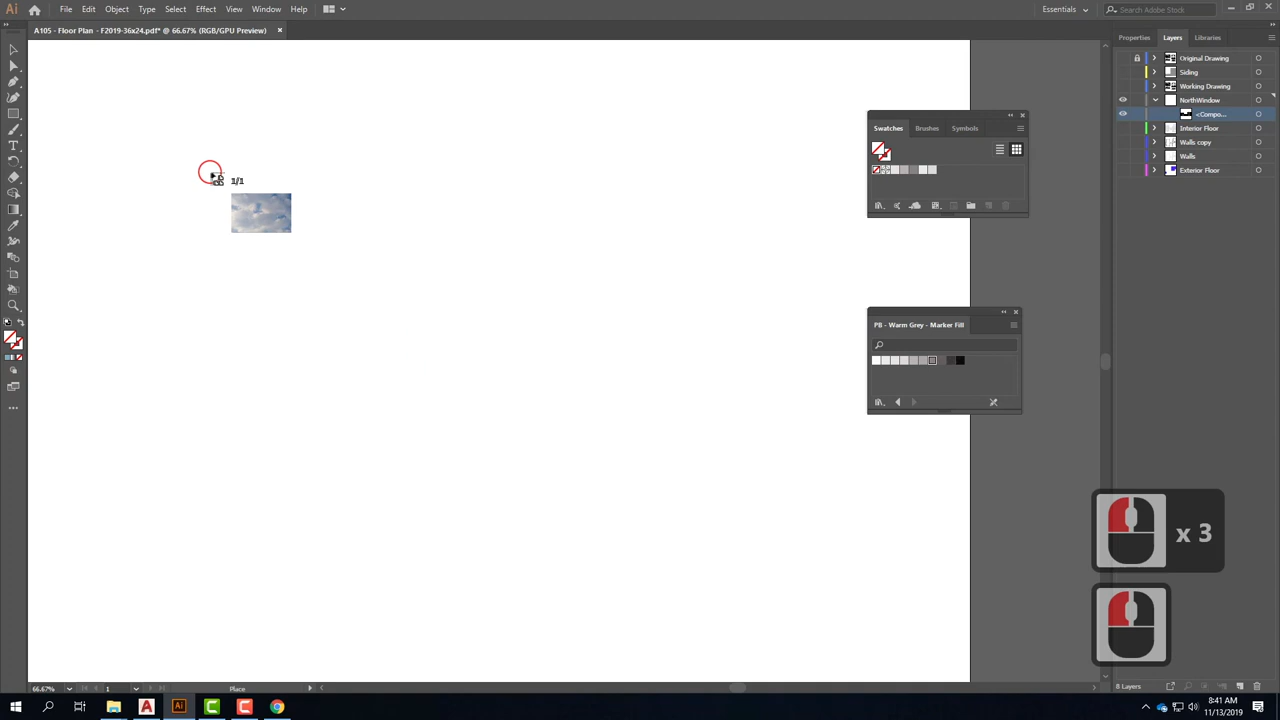 Ai File Edit Object Type Select Effect View Window Help Essentials Search Adobe Stock
A105 - Floor Plan - F2019-36x24.pdf* @ 66.67% (RGB/GPU Preview) ×
Properties Layers Libraries
Original Drawing
Siding
Working Drawing
NorthWindow
<Compo...
Interior Floor
Walls copy
Walls
Exterior Floor
Swatches Brushes Symbols
1/1
PB - Warm Grey - Marker Fill
x 3
66.67% 1 Place
8 Layers
8:41 AM
11/13/2019